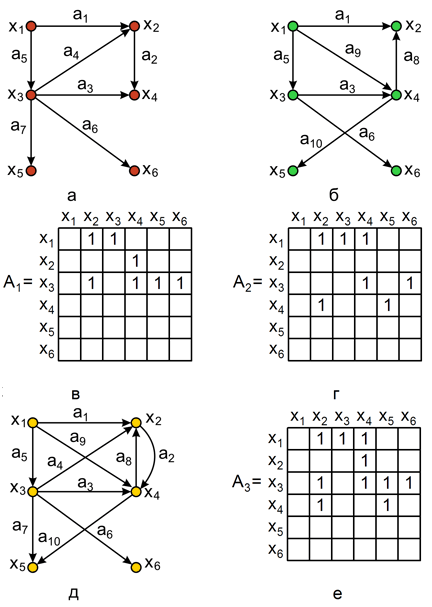 x1 a1 x2
a5 a4 a2
x3 a3 x4
a7 a6
x5 x6
а
x1 a1 x2
a5 a9 a8
x3 a3 x4
a10 a6
x5 x6
б
x1 x2 x3 x4 x5 x6
x1 1 1
x2 1
A1= x3 1 1 1 1
x4
x5
x6
в
x1 x2 x3 x4 x5 x6
x1 1 1 1
x2
A2= x3 1 1
x4 1 1
x5
x6
г
x1 a1 x2
a5 a9 a4 a8 a2
x3 a3 x4
a7 a10 a6
x5 x6
д
x1 x2 x3 x4 x5 x6
x1 1 1 1
x2 1
A3= x3 1 1 1 1
x4 1 1
x5
x6
е